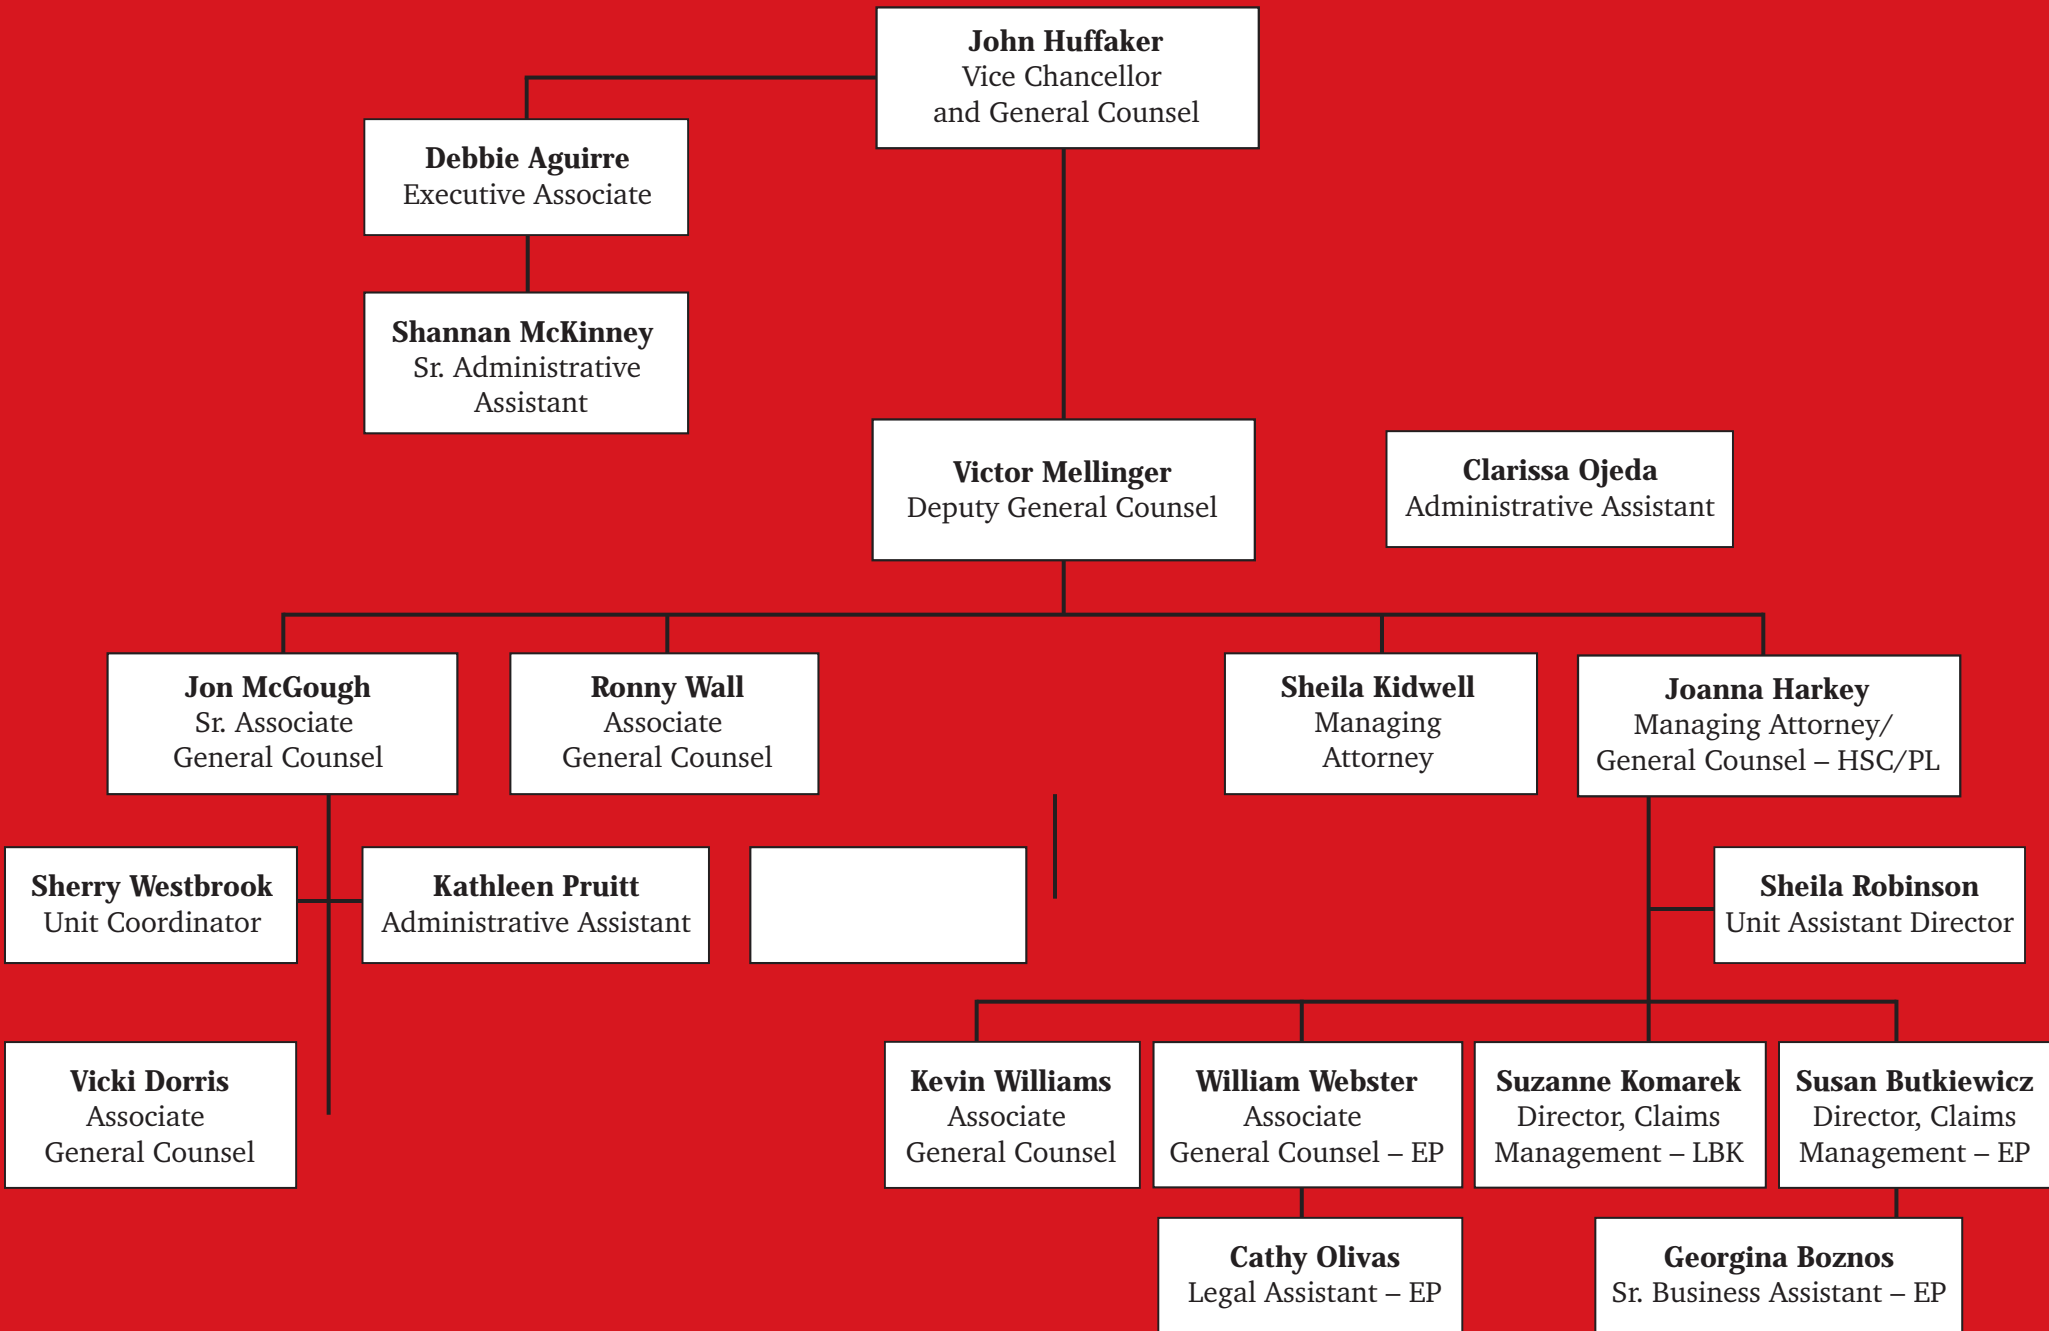 John Huffaker
Vice Chancellor
and General Counsel
Debbie Aguirre
Executive Associate
Shannan McKinney
Sr. Administrative
Assistant
Victor Mellinger
Deputy General Counsel
Clarissa Ojeda
Administrative Assistant
Jon McGough
Sr. Associate
General Counsel
Ronny Wall
Associate
General Counsel
Sheila Kidwell
Managing
Attorney
Joanna Harkey
Managing Attorney/
General Counsel – HSC/PL
Sherry Westbrook
Unit Coordinator
Kathleen Pruitt
Administrative Assistant
Sheila Robinson
Unit Assistant Director
Vicki Dorris
Associate
General Counsel
Kevin Williams
Associate
General Counsel
William Webster
Associate
General Counsel – EP
Suzanne Komarek
Director, Claims
Management – LBK
Susan Butkiewicz
Director, Claims
Management – EP
Cathy Olivas
Legal Assistant – EP
Georgina Boznos
Sr. Business Assistant – EP